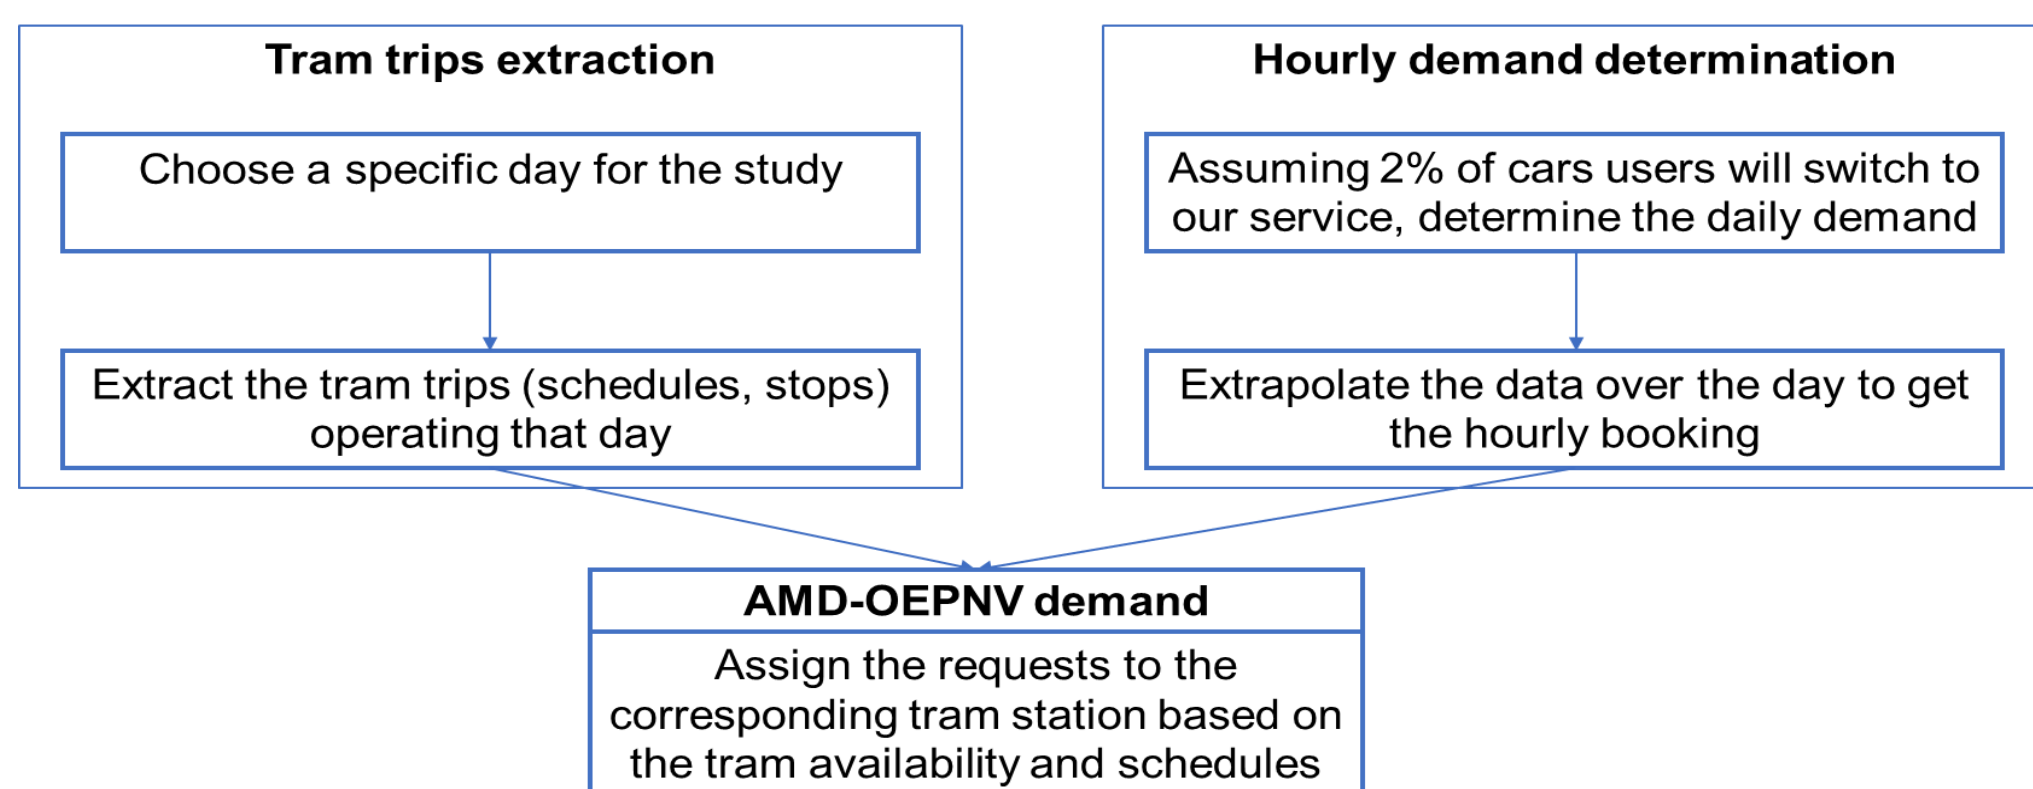 Tram trips extraction
Choose a specific day for the study
Extract the tram trips (schedules, stops)
operating that day
Hourly demand determination
Assuming 2% of cars users will switch to
our service, determine the daily demand
Extrapolate the data over the day to get
the hourly booking
AMD-OEPNV demand
Assign the requests to the
corresponding tram station based on
the tram availability and schedules